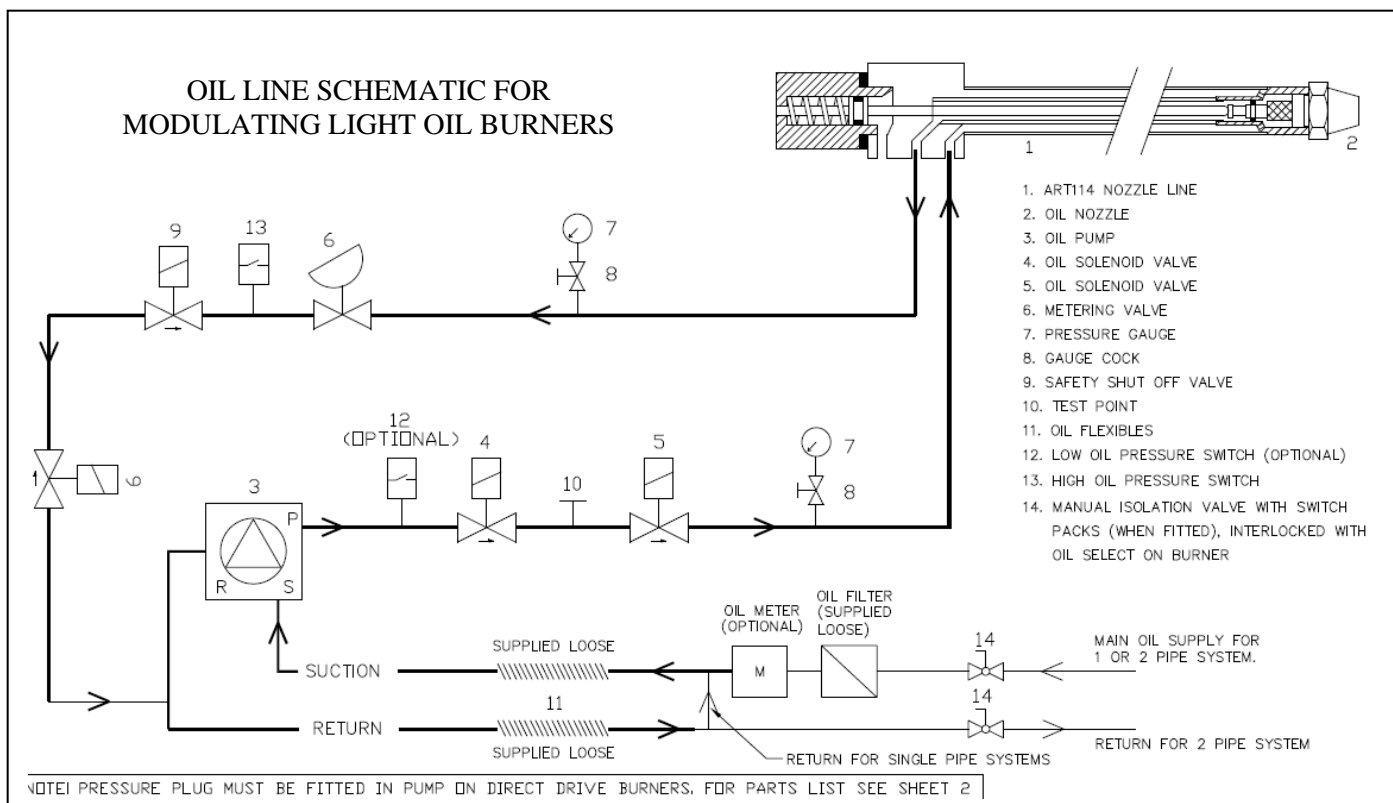 OIL LINE SCHEMATIC FOR
MODULATING LIGHT OIL BURNERS
1
2
1. ART114 NOZZLE LINE
2. OIL NOZZLE
3. OIL PUMP
4. OIL SOLENOID VALVE
5. OIL SOLENOID VALVE
6. METERING VALVE
7. PRESSURE GAUGE
8. GAUGE COCK
9. SAFETY SHUT OFF VALVE
10. TEST POINT
11. OIL FLEXIBLES
12. LOW OIL PRESSURE SWITCH (OPTIONAL)
13. HIGH OIL PRESSURE SWITCH
14. MANUAL ISOLATION VALVE WITH SWITCH
PACKS (WHEN FITTED), INTERLOCKED WITH
OIL SELECT ON BURNER
9
13
6
7
8
12
(OPTIONAL)
4
10
5
7
8
9
3
P
R
S
SUCTION
SUPPLIED LOOSE
OIL METER
(OPTIONAL)
M
OIL FILTER
(SUPPLIED
LOOSE)
14
MAIN OIL SUPPLY FOR
1 OR 2 PIPE SYSTEM.
RETURN
11
SUPPLIED LOOSE
14
RETURN FOR 2 PIPE SYSTEM
RETURN FOR SINGLE PIPE SYSTEMS
NOTE! PRESSURE PLUG MUST BE FITTED IN PUMP ON DIRECT DRIVE BURNERS. FOR PARTS LIST SEE SHEET 2